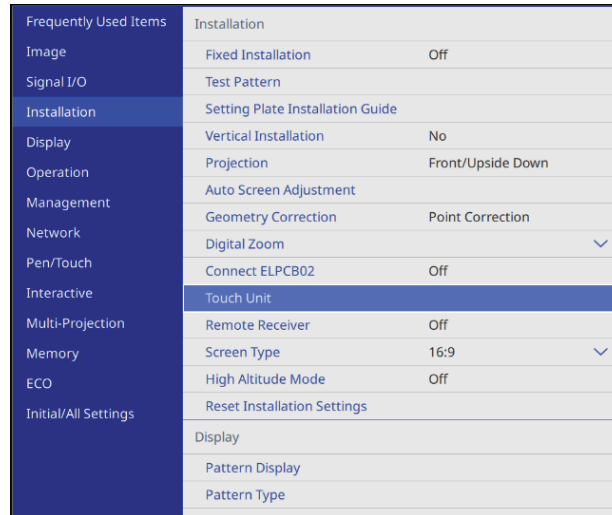 Frequently Used Items
Image
Signal I/O
Installation
Display
Operation
Management
Network
Pen/Touch
Interactive
Multi-Projection
Memory
ECO
Initial/All Settings
Installation
Fixed Installation Off
Test Pattern
Setting Plate Installation Guide
Vertical Installation No
Projection Front/Upside Down
Auto Screen Adjustment
Geometry Correction Point Correction
Digital Zoom
Connect ELPCB02 Off
Touch Unit
Remote Receiver Off
Screen Type 16:9
High Altitude Mode Off
Reset Installation Settings
Display
Pattern Display
Pattern Type